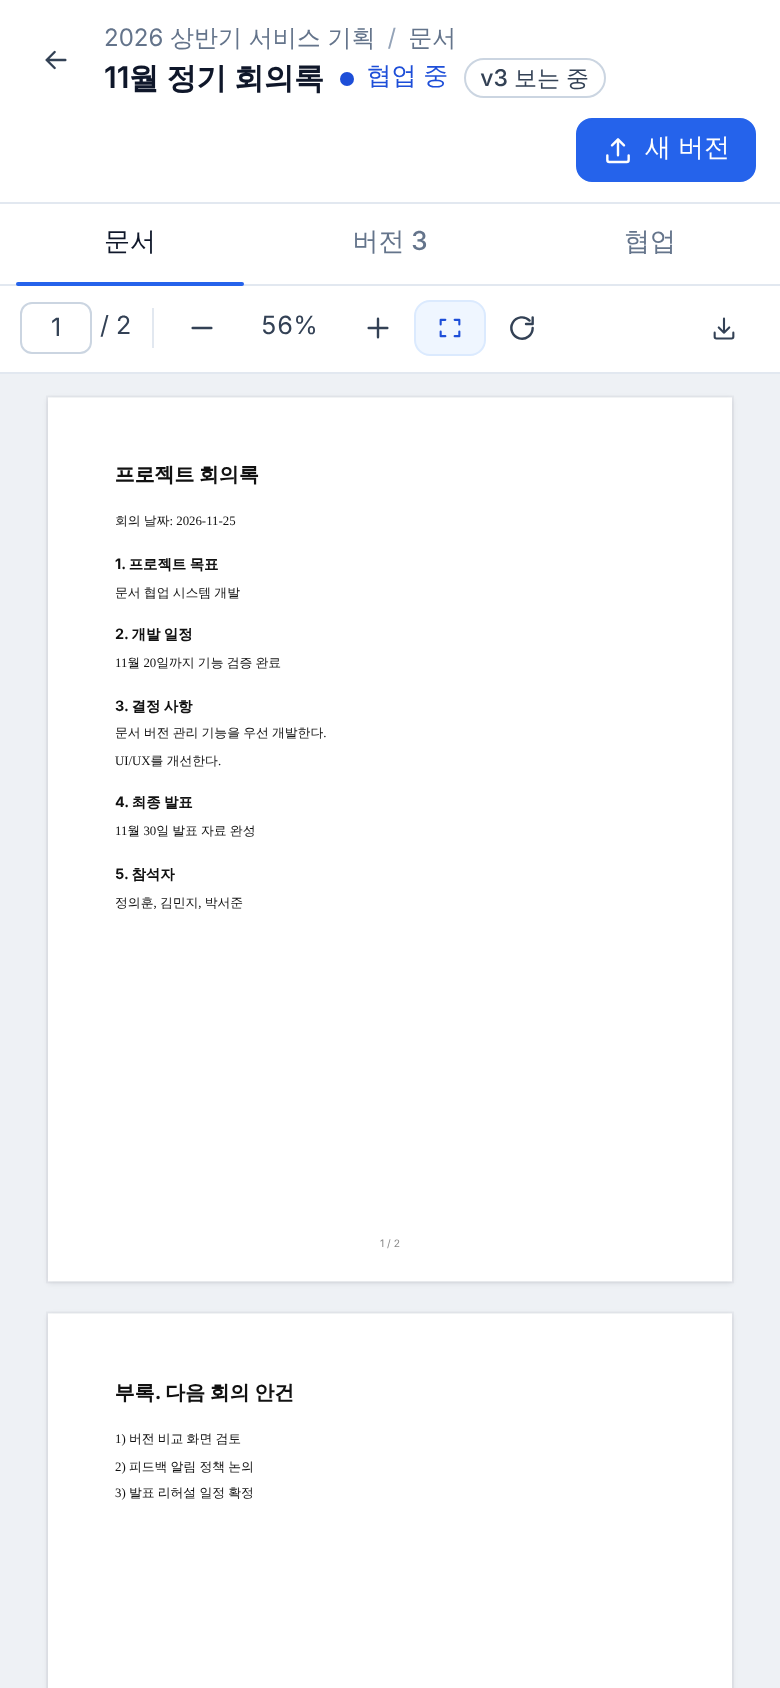 2026 상반기 서비스 기획 / 문서
11월 정기 회의록 협업 중 v3 보는 중
새 버전
문서 버전 3 협업
1 / 2 56%
프로젝트 회의록
회의 날짜: 2026-11-25
1. 프로젝트 목표
문서 협업 시스템 개발
2. 개발 일정
11월 20일까지 기능 검증 완료
3. 결정 사항
문서 버전 관리 기능을 우선 개발한다.
UI/UX를 개선한다.
4. 최종 발표
11월 30일 발표 자료 완성
5. 참석자
정의훈, 김민지, 박서준
1 / 2
부록. 다음 회의 안건
1) 버전 비교 화면 검토
2) 피드백 알림 정책 논의
3) 발표 리허설 일정 확정